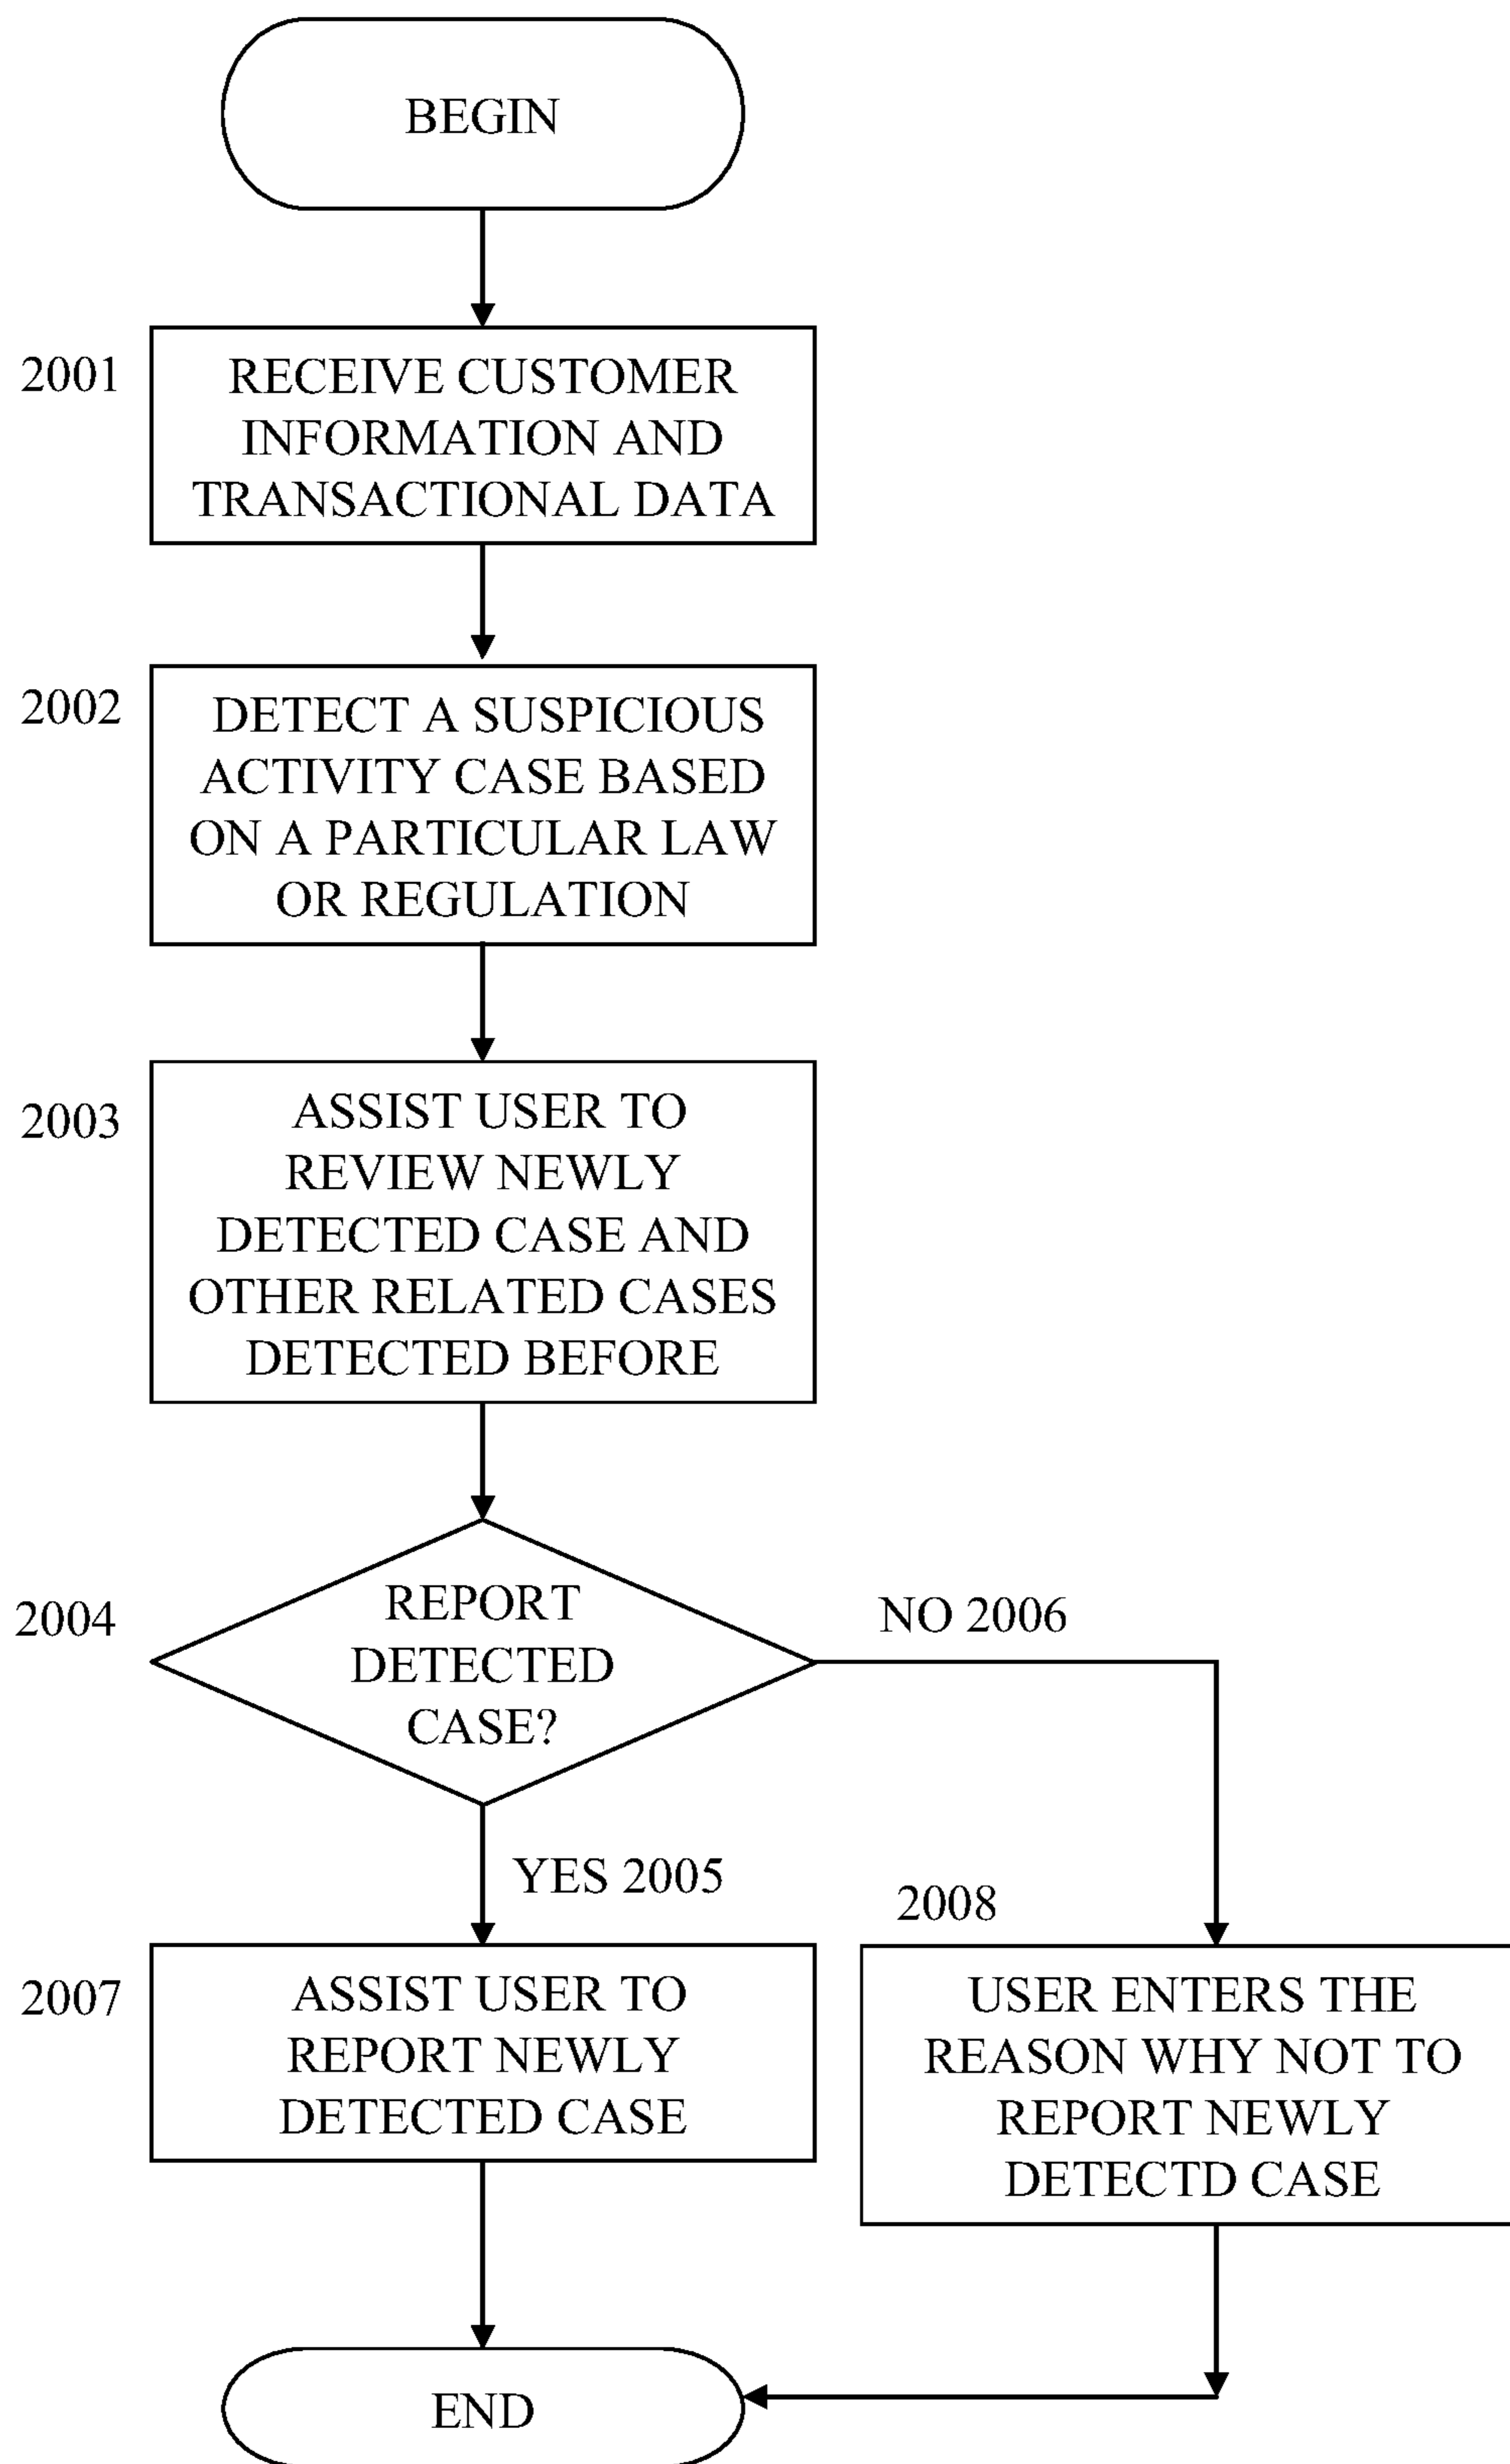 BEGIN
2001
RECEIVE CUSTOMER
INFORMATION AND
TRANSACTIONAL DATA
2002
DETECT A SUSPICIOUS
ACTIVITY CASE BASED
ON A PARTICULAR LAW
OR REGULATION
2003
ASSIST USER TO
REVIEW NEWLY
DETECTED CASE AND
OTHER RELATED CASES
DETECTED BEFORE
2004
REPORT
DETECTED
CASE?
NO 2006
YES 2005
2007
ASSIST USER TO
REPORT NEWLY
DETECTED CASE
2008
USER ENTERS THE
REASON WHY NOT TO
REPORT NEWLY
DETECTD CASE
END